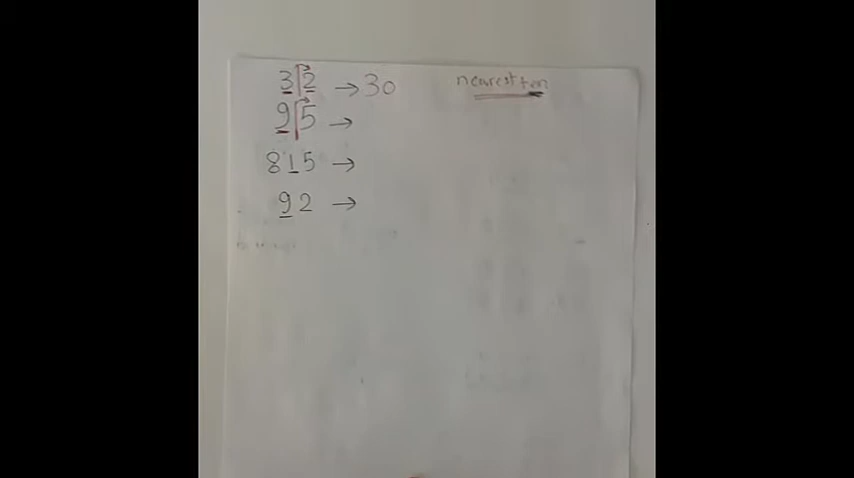 32 → 30 nearest ten
95 →
815 →
92 →